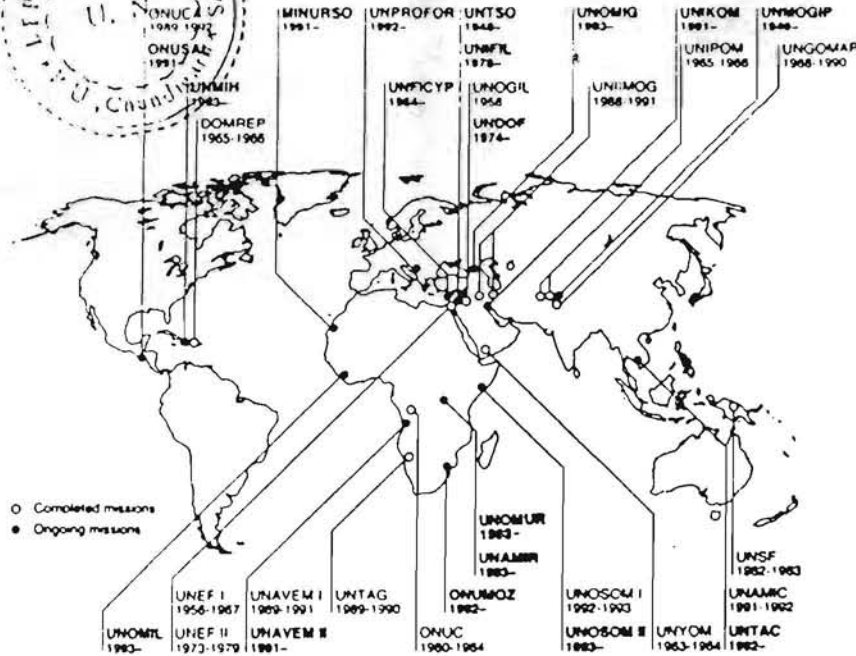 ONUCA
1989-1992
ONUSAL
1991-
UNMIH
1993-
DOMREP
1965-1966
MINURSO
1991-
UNPROFOR
1992-
UNFICYP
1964-
UNTSO
1948-
UNIFIL
1978-
UNOGIL
1958
UNDOF
1974-
UNOMIG
1993-
UNIIMOG
1988-1991
UNIKOM
1991-
UNIPOM
1965-1966
UNMOGIP
1948-
UNGOMAP
1988-1990
Completed missions
Ongoing missions
UNOMUR
1993-
UNAMIR
1993-
UNEF I
1956-1967
UNAVEM I
1989-1991
UNTAG
1989-1990
ONUMOZ
1992-
UNOSOM I
1992-1993
UNSF
1962-1963
UNAMIC
1991-1992
UNOMIL
1993-
UNEF II
1973-1979
UNAVEM II
1991-
ONUC
1960-1964
UNOSOM II
1993-
UNYOM
1963-1964
UNTAC
1992-